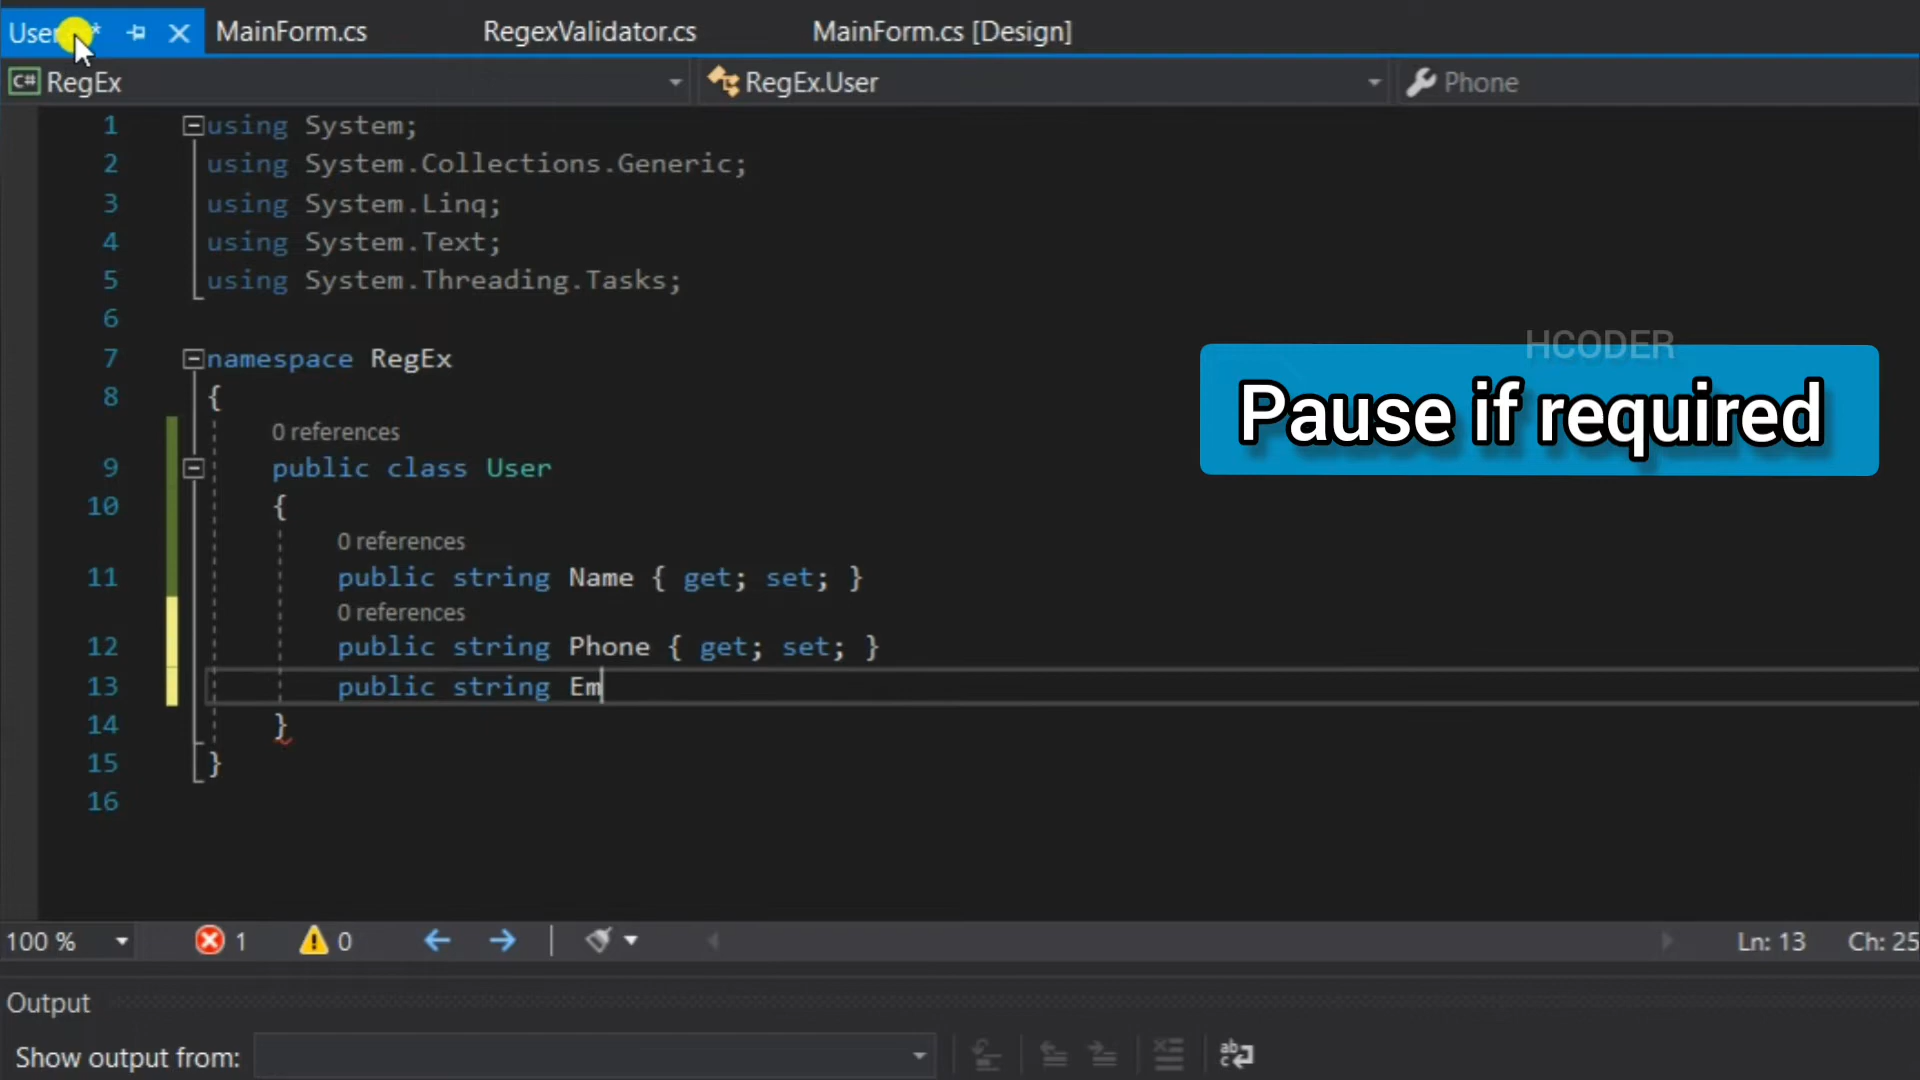 User
*
MainForm.cs
RegexValidator.cs
MainForm.cs [Design]
C# RegEx
RegEx.User
Phone
1 using System;
2 using System.Collections.Generic;
3 using System.Linq;
4 using System.Text;
5 using System.Threading.Tasks;
6
7 namespace RegEx
8 {
0 references
9 public class User
10 {
0 references
11 public string Name { get; set; }
0 references
12 public string Phone { get; set; }
13 public string Em
14 }
15 }
16
HCODER
Pause if required
100 %
1
0
Ln: 13
Ch: 25
Output
Show output from: